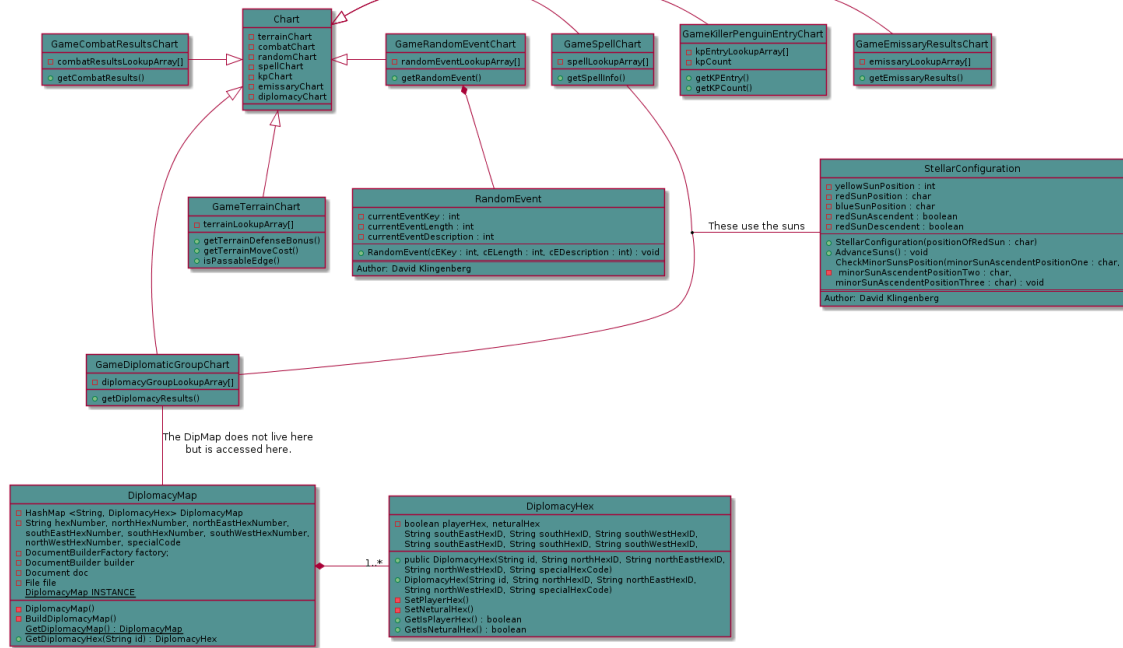 Chart
terrainChart
combatChart
randomChart
spellChart
kpChart
emissaryChart
diplomacyChart
GameCombatResultsChart
combatResultsLookupArray[]
getCombatResults()
GameRandomEventChart
randomEventLookupArray[]
getRandomEvent()
GameSpellChart
spellLookupArray[]
getSpellInfo()
GameKillerPenguinEntryChart
kpEntryLookupArray[]
kpCount
getKPEntry()
getKPCount()
GameEmissaryResultsChart
emissaryLookupArray[]
getEmissaryResults()
GameTerrainChart
terrainLookupArray[]
getTerrainDefenseBonus()
getTerrainMoveCost()
isPassableEdge()
RandomEvent
currentEventKey : int
currentEventLength : int
currentEventDescription : int
RandomEvent(cEKey : int, cELength : int, cEDescription : int) : void
Author: David Klingenberg
These use the suns
StellarConfiguration
yellowSunPosition : int
redSunPosition : char
blueSunPosition : char
redSunAscendent : boolean
redSunDescendent : boolean
StellarConfiguration(positionOfRedSun : char)
AdvanceSuns() : void
CheckMinorSunsPosition(minorSunAscendentPositionOne : char,
minorSunAscendentPositionTwo : char,
minorSunAscendentPositionThree : char) : void
Author: David Klingenberg
GameDiplomaticGroupChart
diplomacyGroupLookupArray[]
getDiplomacyResults()
The DipMap does not live here
but is accessed here.
DiplomacyMap
HashMap <String, DiplomacyHex> DiplomacyMap
String hexNumber, northHexNumber, northEastHexNumber,
southEastHexNumber, southHexNumber, southWestHexNumber,
northWestHexNumber, specialCode
DocumentBuilderFactory factory;
DocumentBuilder builder
Document doc
File file
DiplomacyMap INSTANCE
DiplomacyMap()
BuildDiplomacyMap()
GetDiplomacyMap() : DiplomacyMap
GetDiplomacyHex(String id) : DiplomacyHex
1..*
DiplomacyHex
boolean playerHex, neturalHex
String southEastHexID, String southHexID, String southWestHexID,
String southEastHexID, String southHexID, String southWestHexID,
public DiplomacyHex(String id, String northHexID, String northEastHexID,
String northWestHexID, String specialHexCode)
DiplomacyHex(String id, String northHexID, String northEastHexID,
String northWestHexID, String specialHexCode)
SetPlayerHex()
SetNeturalHex()
GetIsPlayerHex() : boolean
GetIsNeturalHex() : boolean